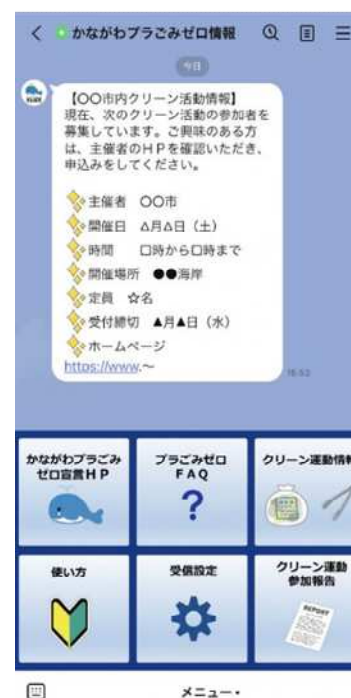 かながわプラごみゼロ情報
今日
【〇〇市内クリーン活動情報】
現在、次のクリーン活動の参加者を
募集しています。ご興味のある方
は、主催者のHPを確認いただき、
申込みをしてください。
主催者 〇〇市
開催日 △月△日（土）
時間 口時から口時まで
開催場所 ●●海岸
定員 ☆名
受付締切 ▲月▲日（水）
ホームページ
https://www.～
16:52
かながわプラごみ
ゼロ宣言HP
プラごみゼロ
FAQ
?
クリーン運動情報
使い方
受信設定
クリーン運動
参加報告
REPORT
メニュー・